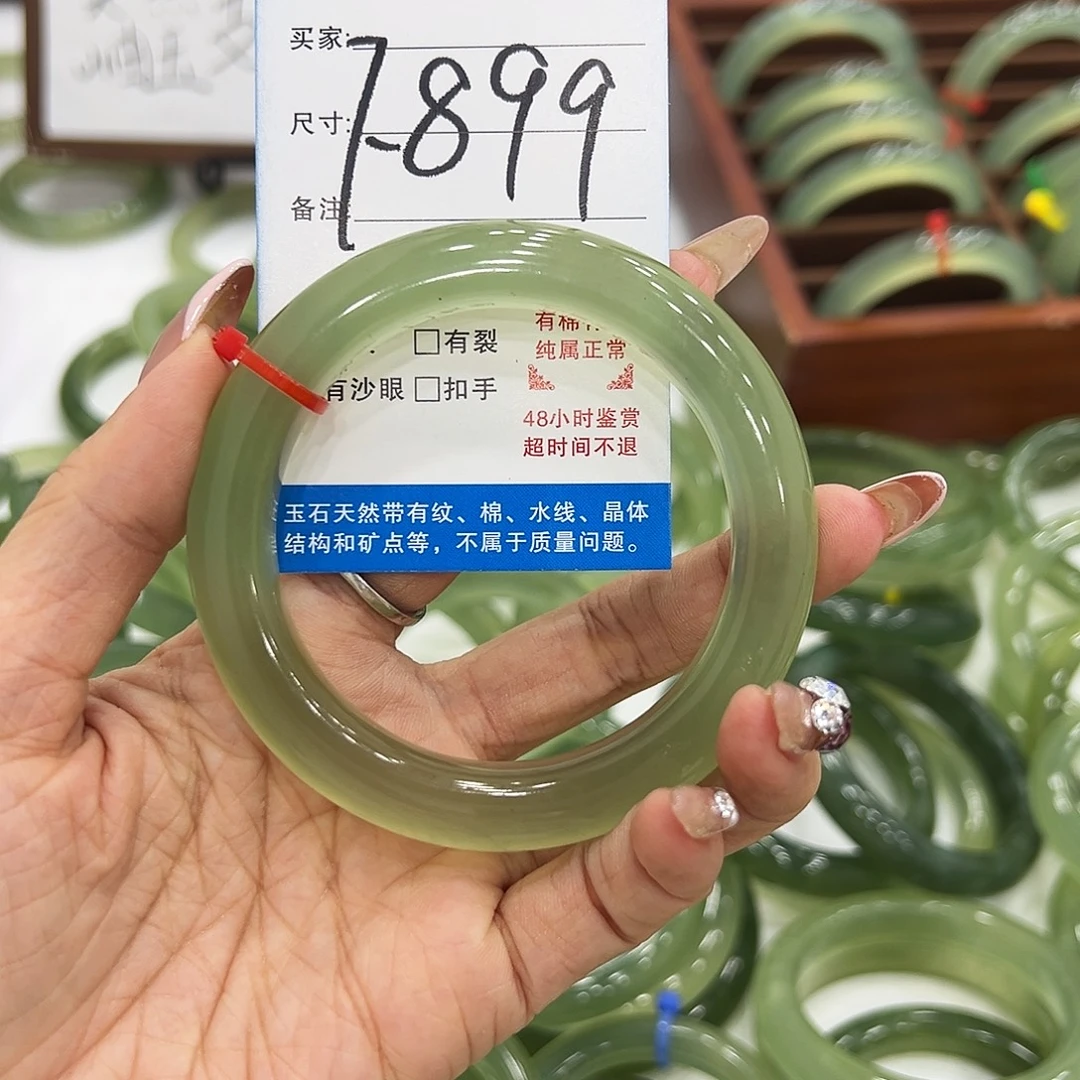 买家:
7-899
尺寸:
备注:
有棉
纯属正常
□有裂
有沙眼 □扣手
48小时鉴赏
超时间不退
玉石天然带有纹、棉、水线、晶体
结构和矿点等，不属于质量问题。